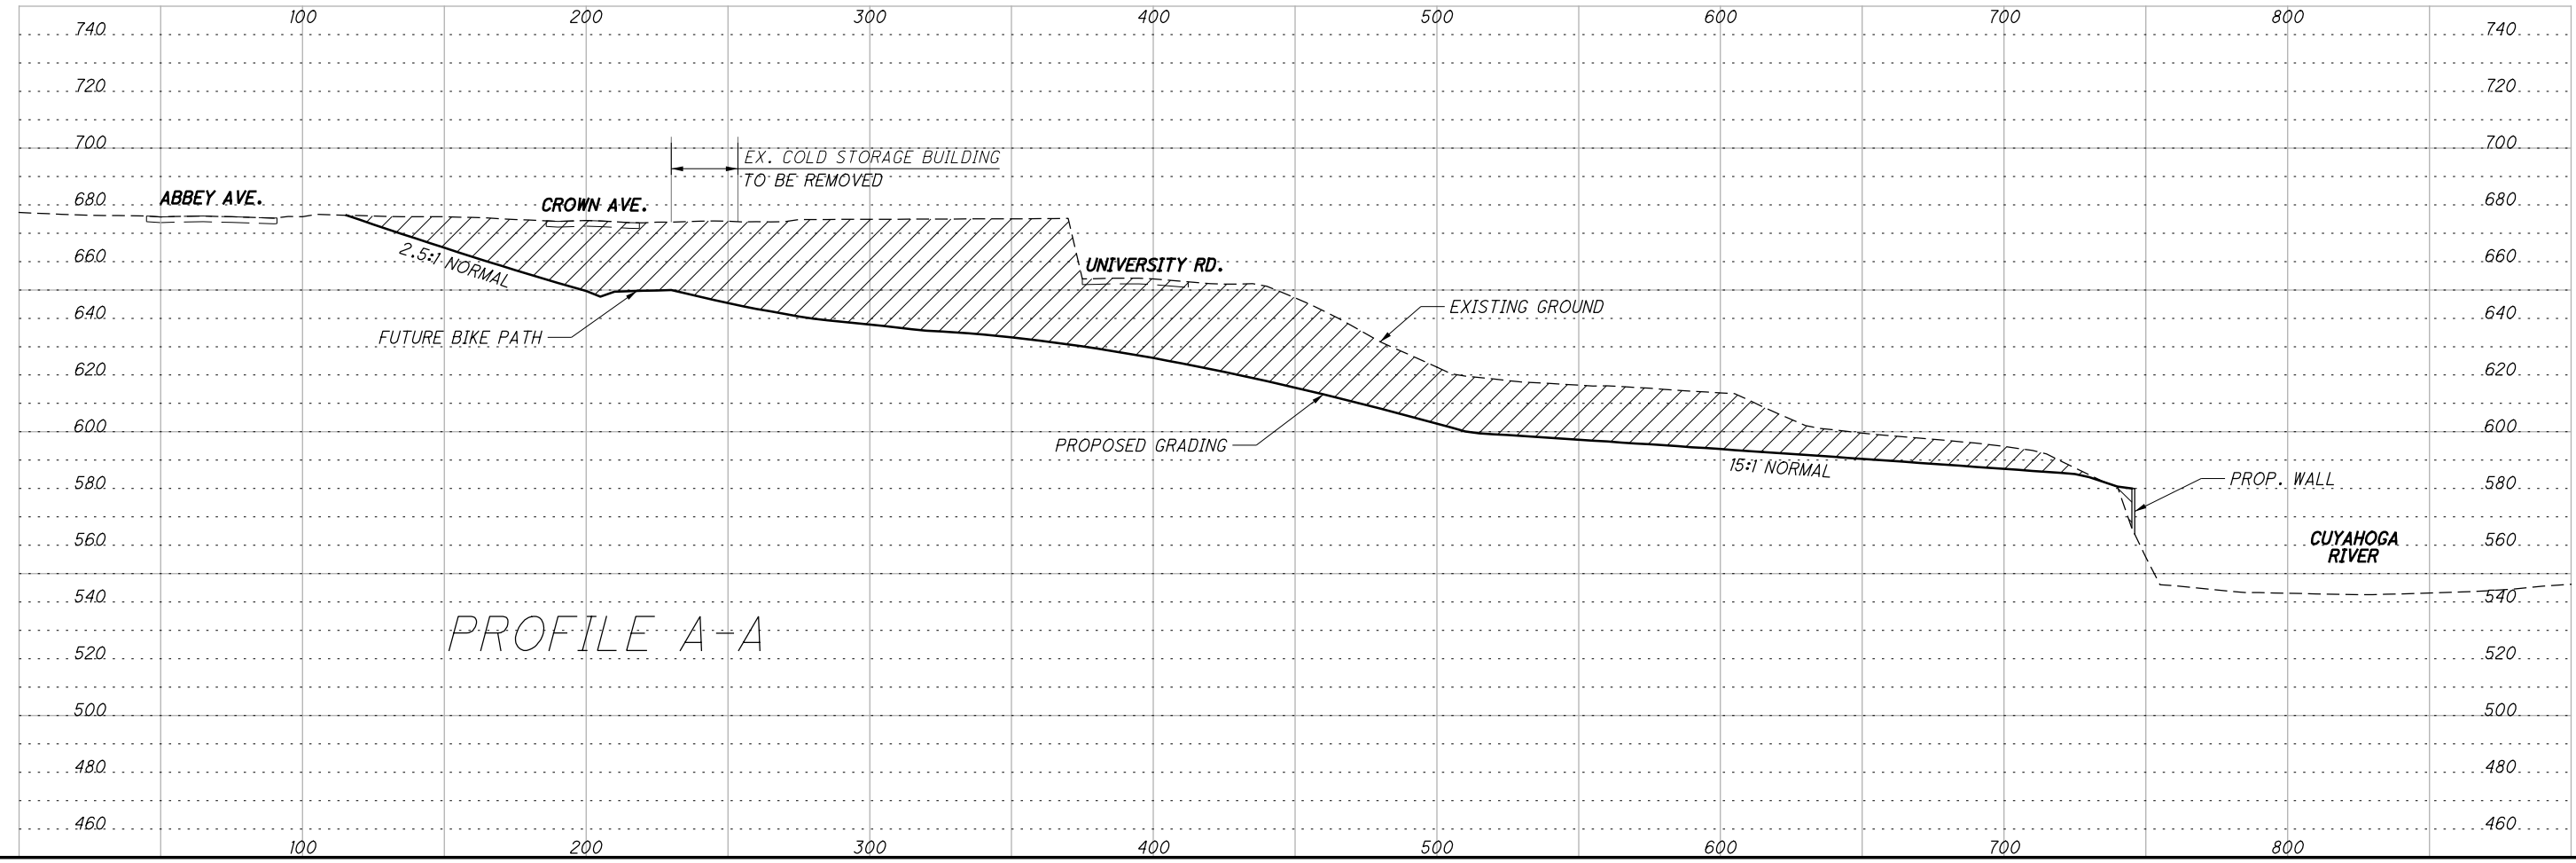 100 200 300 400 500 600 700 800
740 740
720 720
700 700
EX. COLD STORAGE BUILDING
TO BE REMOVED
ABBEY AVE.
CROWN AVE.
680 680
660 660
2.5:1 NORMAL
UNIVERSITY RD.
EXISTING GROUND
640 640
FUTURE BIKE PATH
620 620
600 600
PROPOSED GRADING
15:1 NORMAL
580 580
PROP. WALL
560 560
CUYAHOGA
RIVER
540 540
PROFILE A-A
520 520
500 500
480 480
460 460
100 200 300 400 500 600 700 800